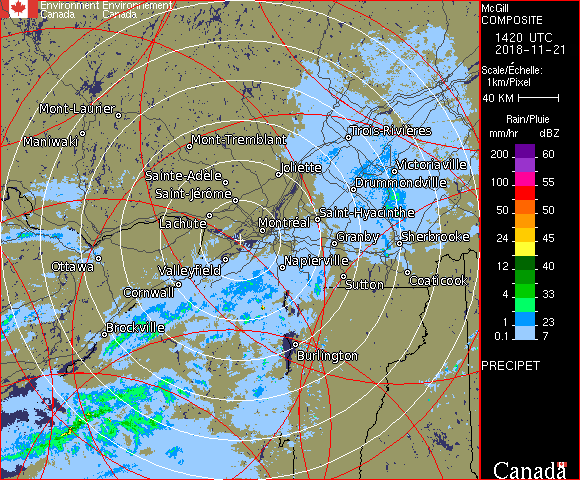 Environment Environnement
Canada Canada
McGill
COMPOSITE
1420 UTC
2018-11-21
Scale/Échelle:
1km/Pixel
40 KM
Rain/Pluie
mm/hr dBZ
200 60
100 55
50 50
24 45
12 40
4 33
1 23
0.1 7
PRECIPET
Canada
Mont-Laurier
Maniwaki
Mont-Tremblant
Trois-Rivières
Joliette
Victoriaville
Sainte-Adèle
Drummondville
Saint-Jérôme
Lachute
Saint-Hyacinthe
Montréal
Granby
Sherbrooke
Ottawa
Valleyfield
Napierville
Cornwall
Sutton
Coaticook
Brockville
Burlington